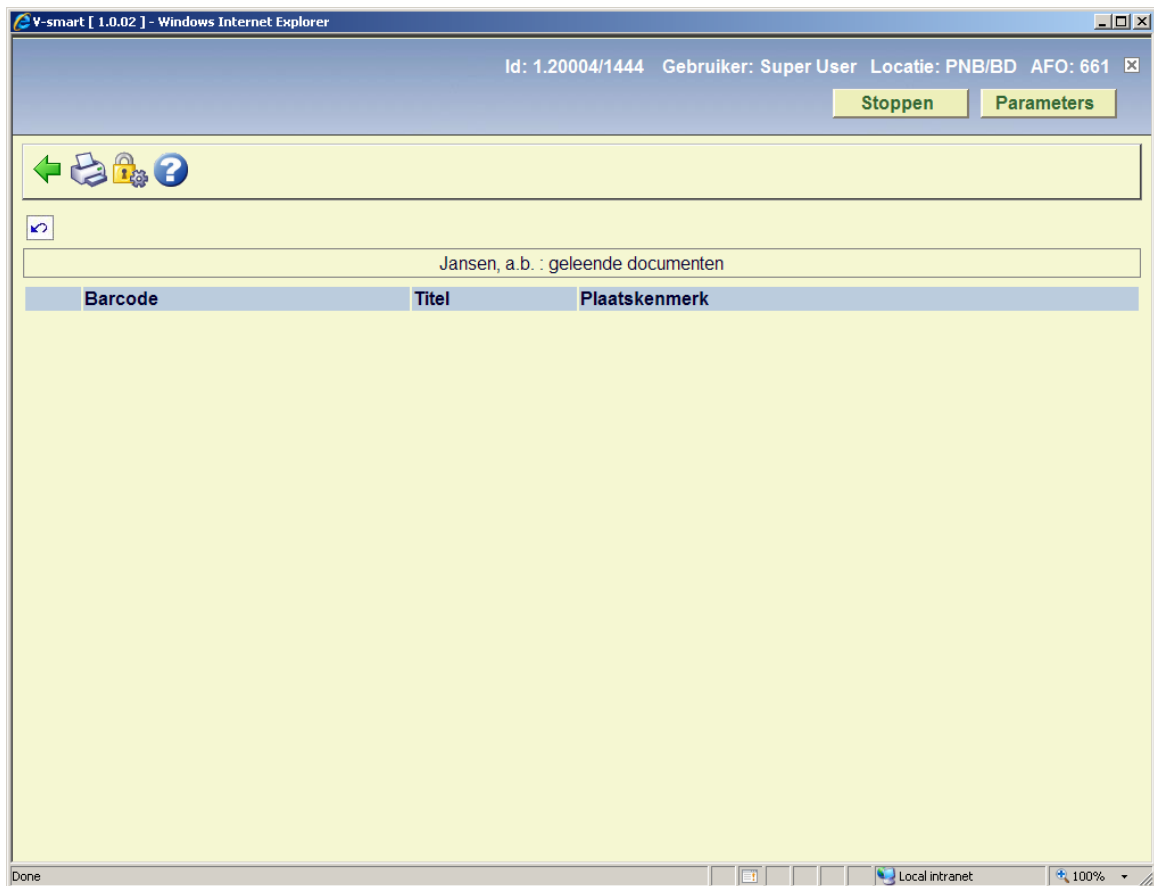 V-smart [ 1.0.02 ] - Windows Internet Explorer
Id: 1.20004/1444 Gebruiker: Super User Locatie: PNB/BD AFO: 661
Stoppen Parameters
Jansen, a.b. : geleende documenten
Barcode Titel Plaatskenmerk
Done Local intranet 100%